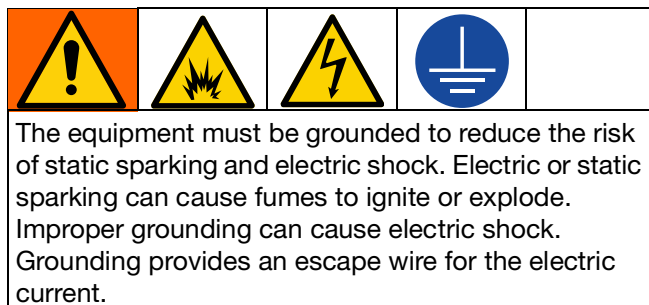 The equipment must be grounded to reduce the risk
of static sparking and electric shock. Electric or static
sparking can cause fumes to ignite or explode.
Improper grounding can cause electric shock.
Grounding provides an escape wire for the electric
current.